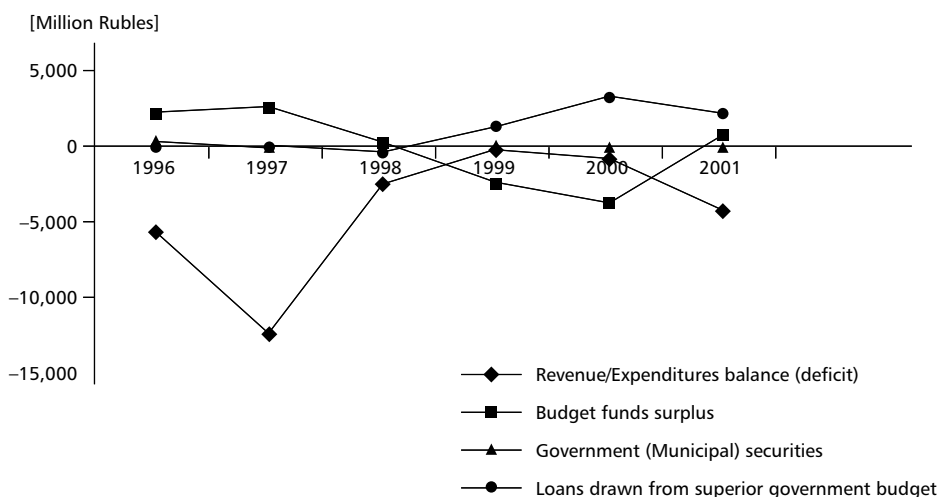 [Million Rubles]
5,000
0
1996 1997 1998 1999 2000 2001
–5,000
–10,000
–15,000
Revenue/Expenditures balance (deficit)
Budget funds surplus
Government (Municipal) securities
Loans drawn from superior government budget